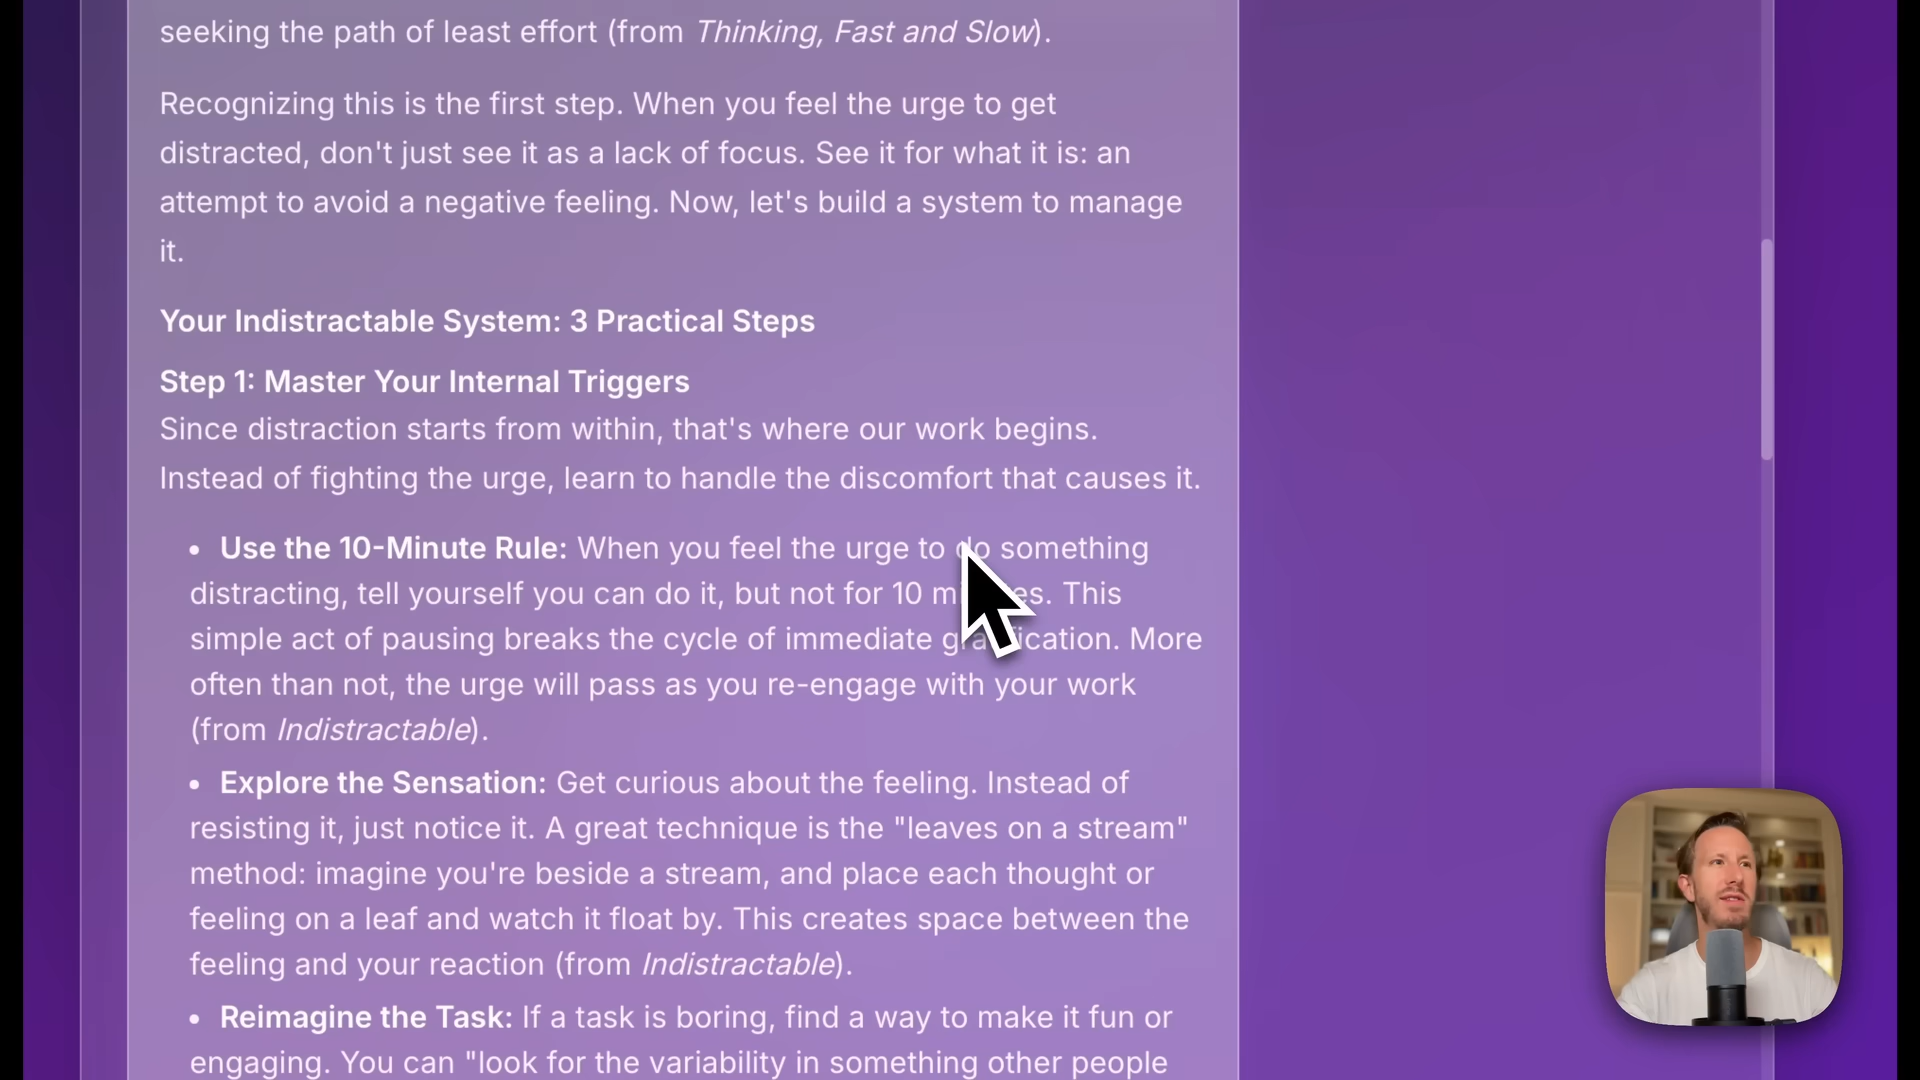 seeking the path of least effort (from Thinking, Fast and Slow).
Recognizing this is the first step. When you feel the urge to get
distracted, don't just see it as a lack of focus. See it for what it is: an
attempt to avoid a negative feeling. Now, let's build a system to manage
it.
Your Indistractable System: 3 Practical Steps
Step 1: Master Your Internal Triggers
Since distraction starts from within, that's where our work begins.
Instead of fighting the urge, learn to handle the discomfort that causes it.
• Use the 10-Minute Rule: When you feel the urge to do something
distracting, tell yourself you can do it, but not for 10 minutes. This
simple act of pausing breaks the cycle of immediate gratification. More
often than not, the urge will pass as you re-engage with your work
(from Indistractable).
• Explore the Sensation: Get curious about the feeling. Instead of
resisting it, just notice it. A great technique is the "leaves on a stream"
method: imagine you're beside a stream, and place each thought or
feeling on a leaf and watch it float by. This creates space between the
feeling and your reaction (from Indistractable).
• Reimagine the Task: If a task is boring, find a way to make it fun or
engaging. You can "look for the variability in something other people